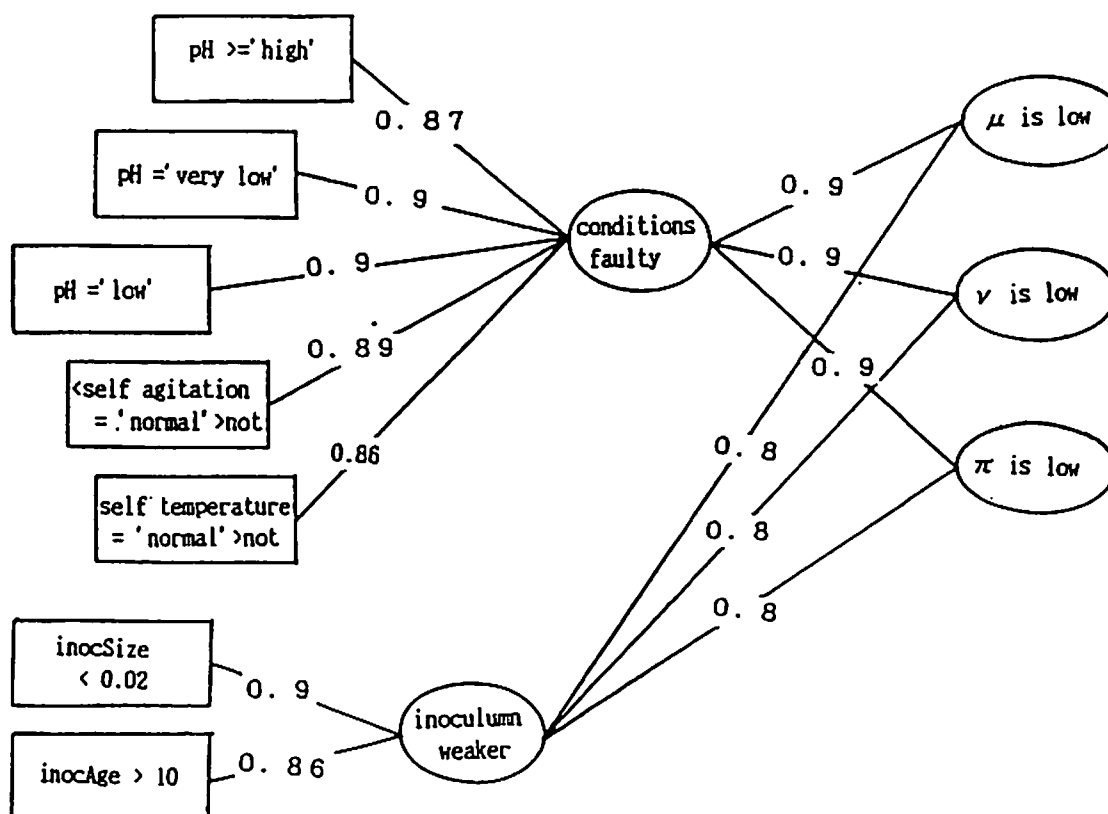 pH >='high'
0.87
pH ='very low'
0.9
pH ='low'
0.9
<self agitation
= .'normal'>not
0.89
self temperature
= 'normal'>not
0.86
conditions
faulty
0.9
0.9
0.9
μ is low
ν is low
π is low
0.8
0.8
0.8
inocSize
< 0.02
0.9
inocAge > 10
0.86
inoculumn
weaker